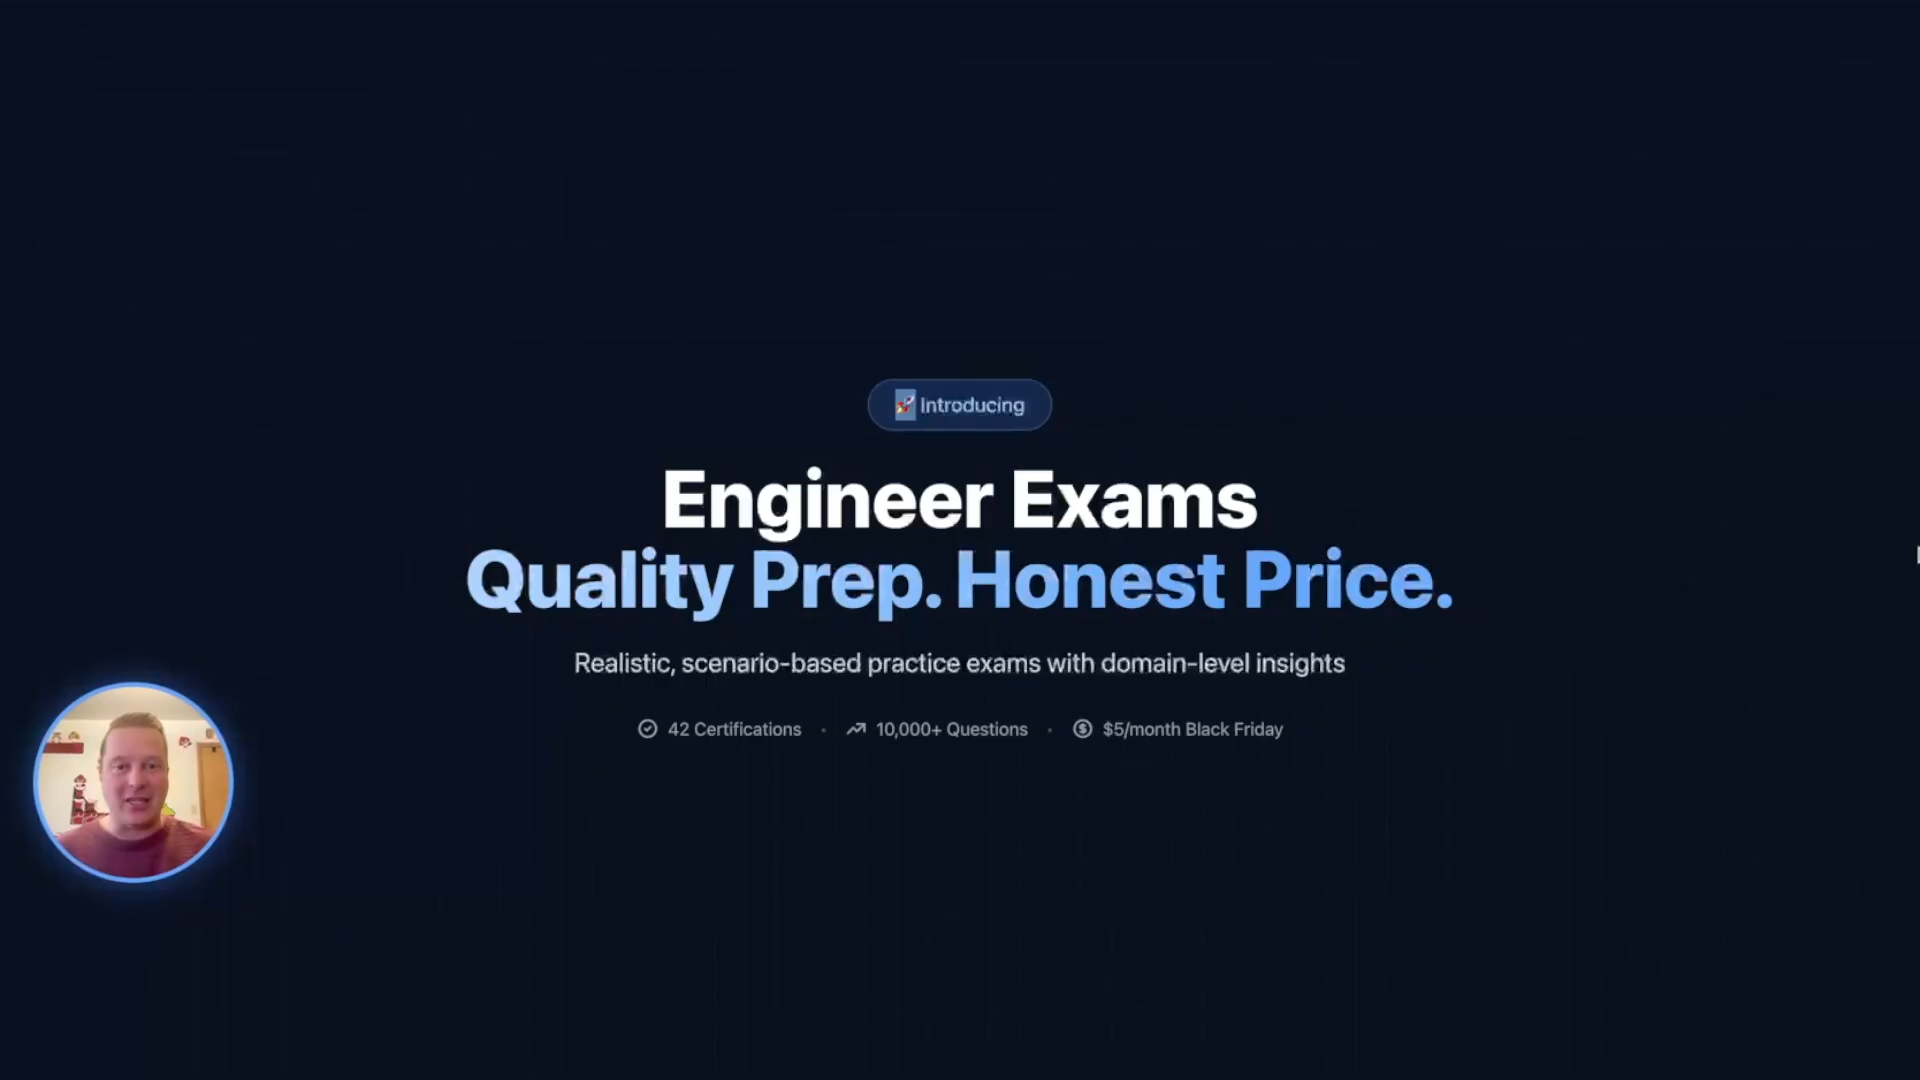 🚀 Introducing
Engineer Exams
Quality Prep. Honest Price.
Realistic, scenario-based practice exams with domain-level insights
42 Certifications · 10,000+ Questions · $5/month Black Friday